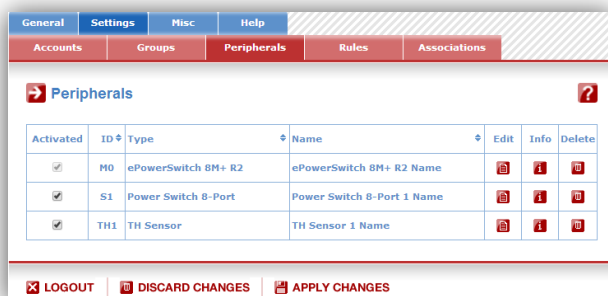 General Settings Misc Help
Accounts Groups Peripherals Rules Associations
Peripherals ?
Activated ID Type Name Edit Info Delete
M0 ePowerSwitch 8M+ R2 ePowerSwitch 8M+ R2 Name
S1 Power Switch 8-Port Power Switch 8-Port 1 Name
TH1 TH Sensor TH Sensor 1 Name
LOGOUT DISCARD CHANGES APPLY CHANGES